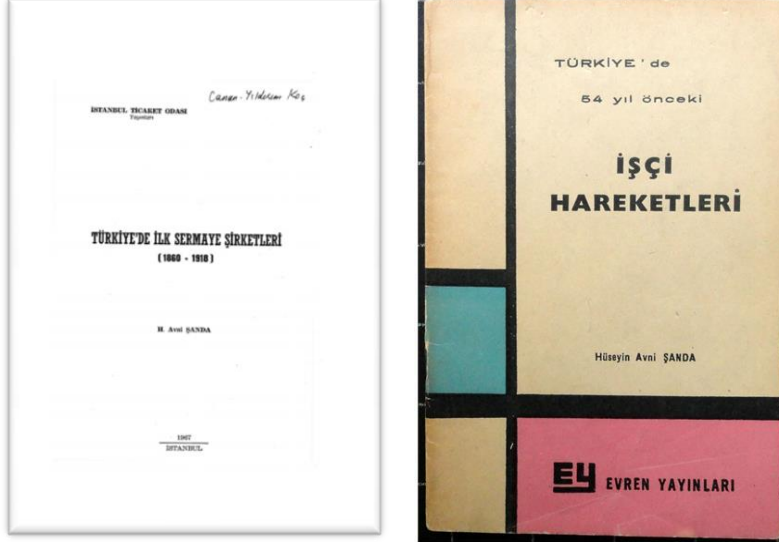 Canan-Yıldırım Koç
İSTANBUL TİCARET ODASI
Yayınları
TÜRKİYE'DE İLK SERMAYE ŞİRKETLERİ
(1860 - 1918)
H. Avni ŞANDA
1967
İSTANBUL
TÜRKİYE'de
54 yıl önceki
İŞÇİ
HAREKETLERİ
Hüseyin Avni ŞANDA
EY EVREN YAYINLARI